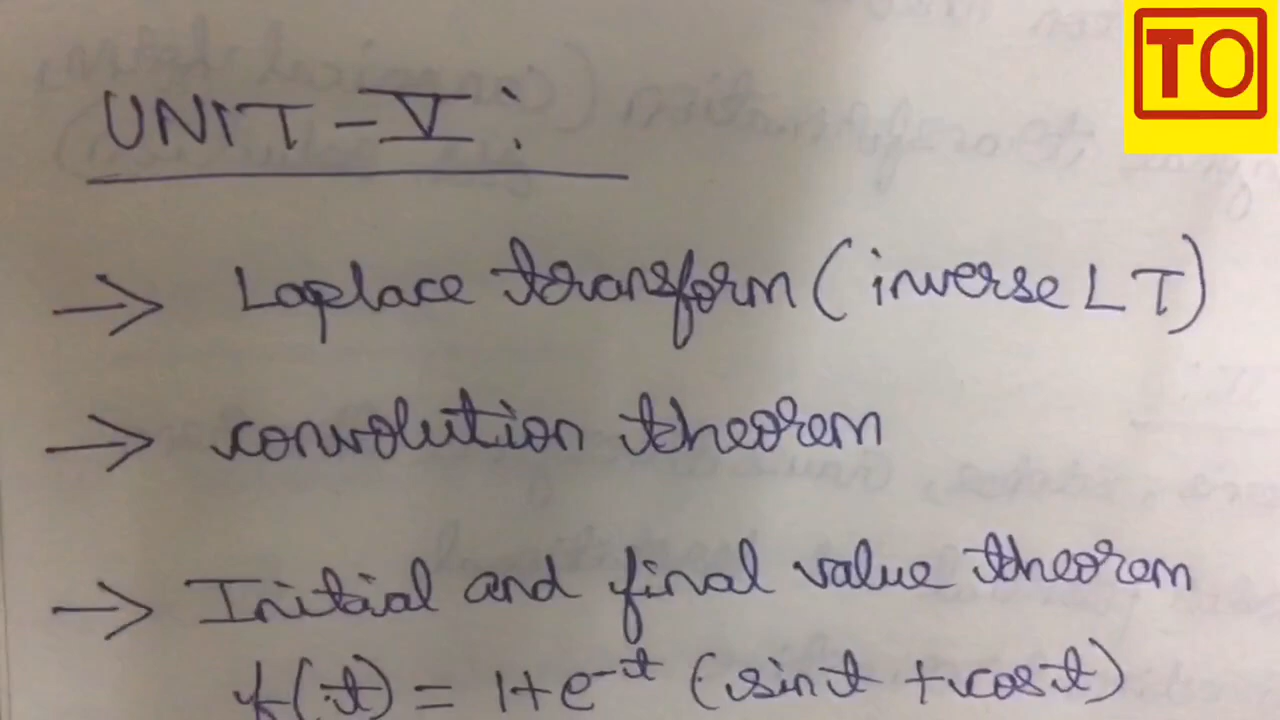 TO
UNIT-V:
→ Laplace transform (inverse LT)
→ convolution theorem
→ Initial and final value theorem
f(t) = 1+e^-t (sint + cost)